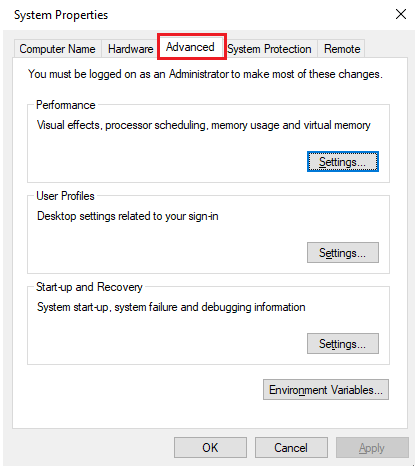 System Properties
Computer Name Hardware Advanced System Protection Remote
You must be logged on as an Administrator to make most of these changes.
Performance
Visual effects, processor scheduling, memory usage and virtual memory
Settings...
User Profiles
Desktop settings related to your sign-in
Settings...
Start-up and Recovery
System start-up, system failure and debugging information
Settings...
Environment Variables...
OK Cancel Apply